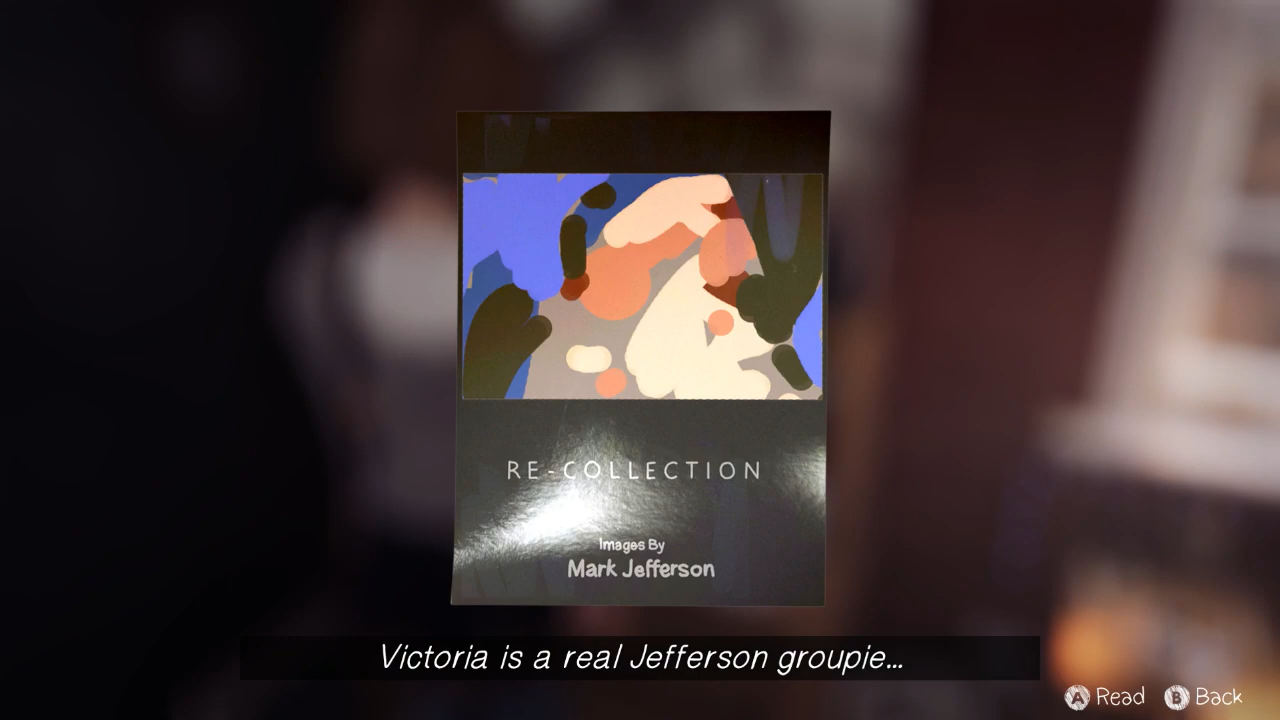 RE-COLLECTION
Images By
Mark Jefferson
Victoria is a real Jefferson groupie...
A Read B Back